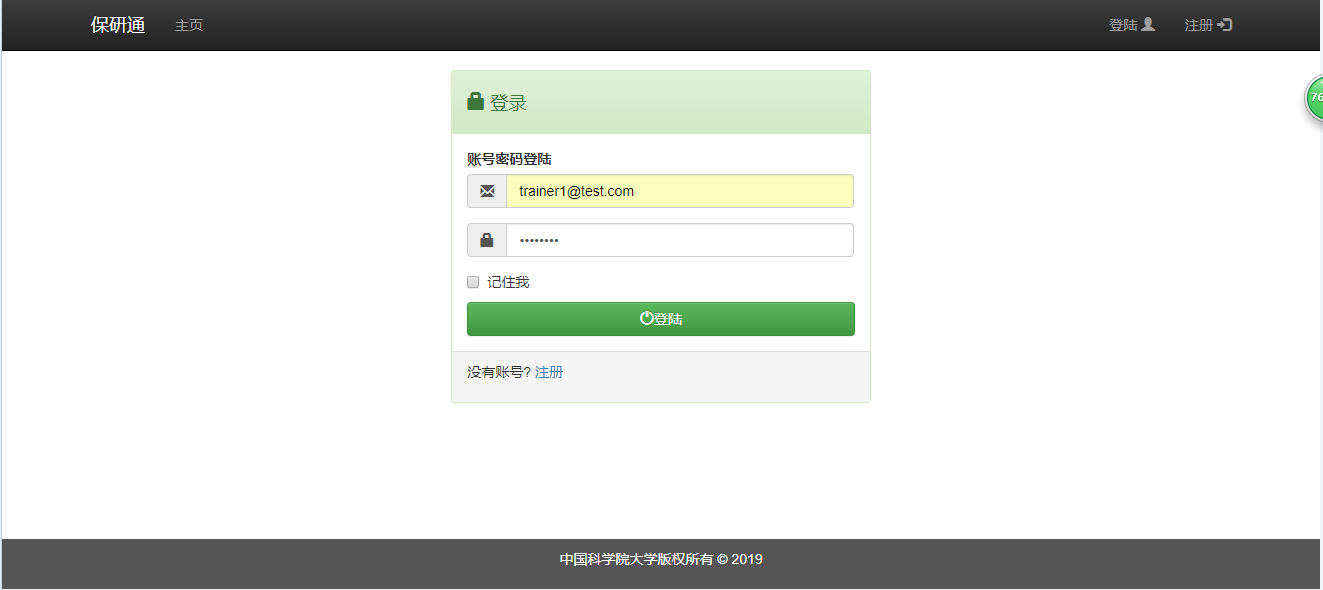 保研通 主页 登陆 注册
76
登录
账号密码登陆
trainer1@test.com
••••••••
记住我
登陆
没有账号? 注册
中国科学院大学版权所有 © 2019